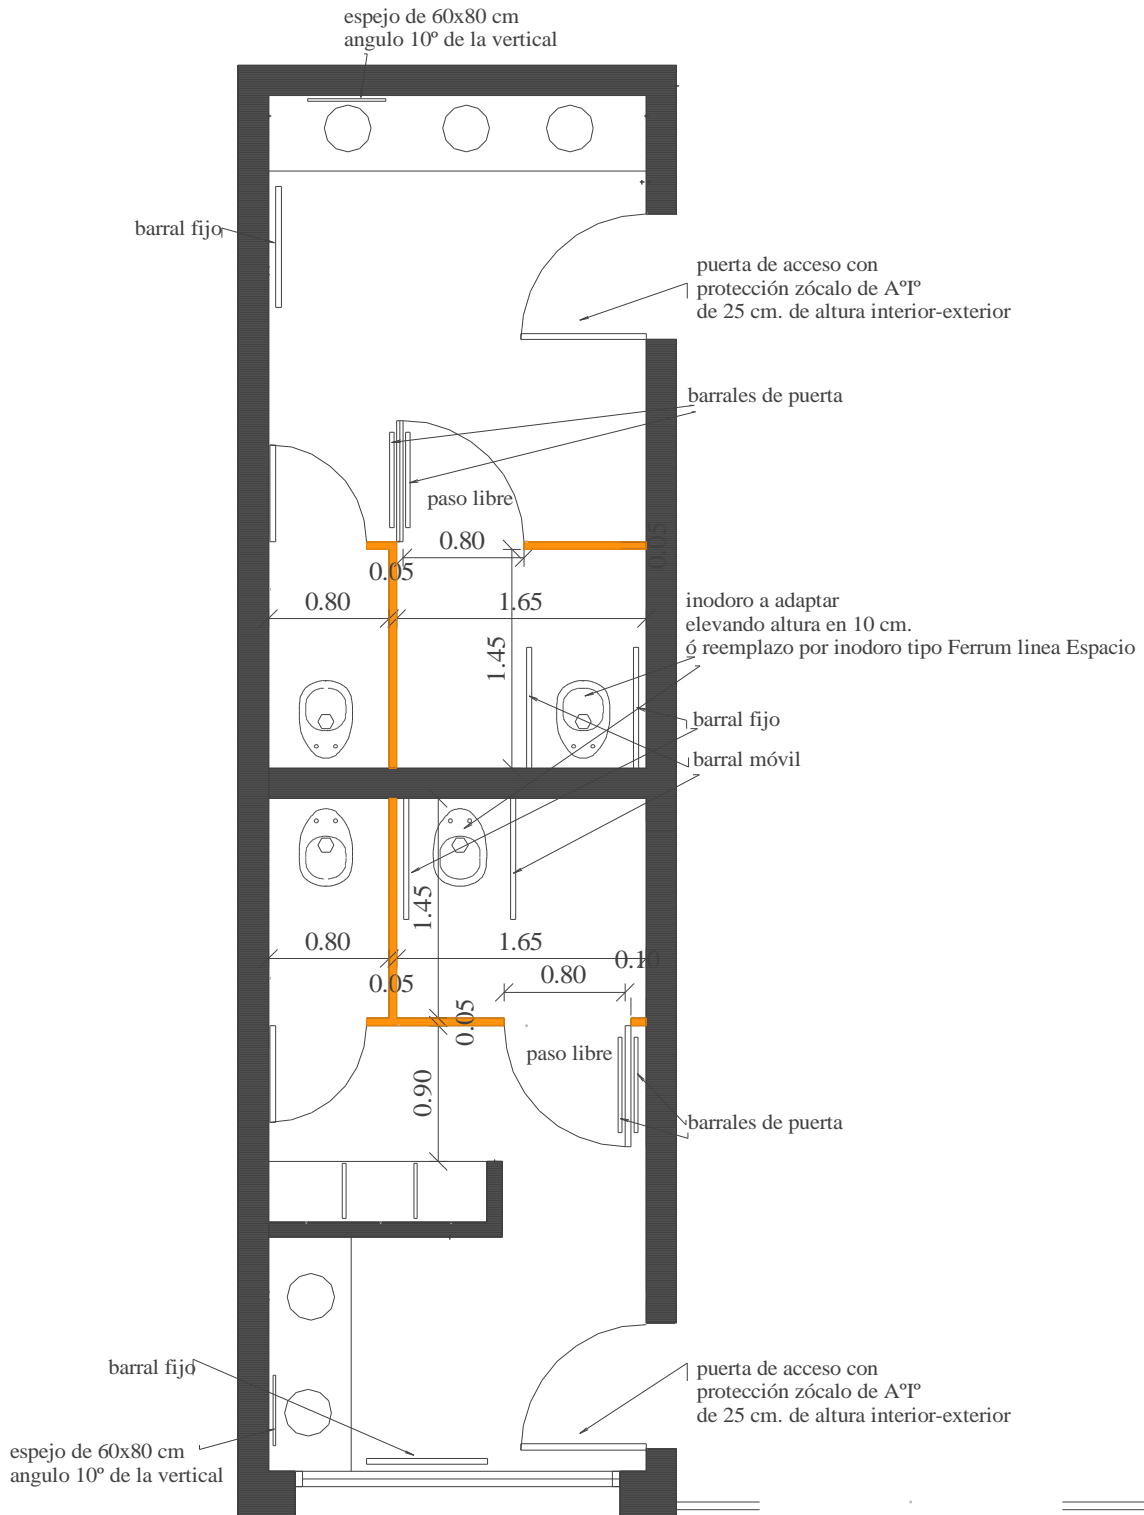 espejo de 60x80 cm
angulo 10º de la vertical
barral fijo
puerta de acceso con
protección zócalo de AºIº
de 25 cm. de altura interior-exterior
barrales de puerta
paso libre
0.80
0.05
0.05
0.80
1.65
1.45
inodoro a adaptar
elevando altura en 10 cm.
ó reemplazo por inodoro tipo Ferrum linea Espacio
barral fijo
barral móvil
1.45
0.80
1.65
0.10
0.80
0.05
0.05
paso libre
0.90
barrales de puerta
barral fijo
puerta de acceso con
protección zócalo de AºIº
de 25 cm. de altura interior-exterior
espejo de 60x80 cm
angulo 10º de la vertical